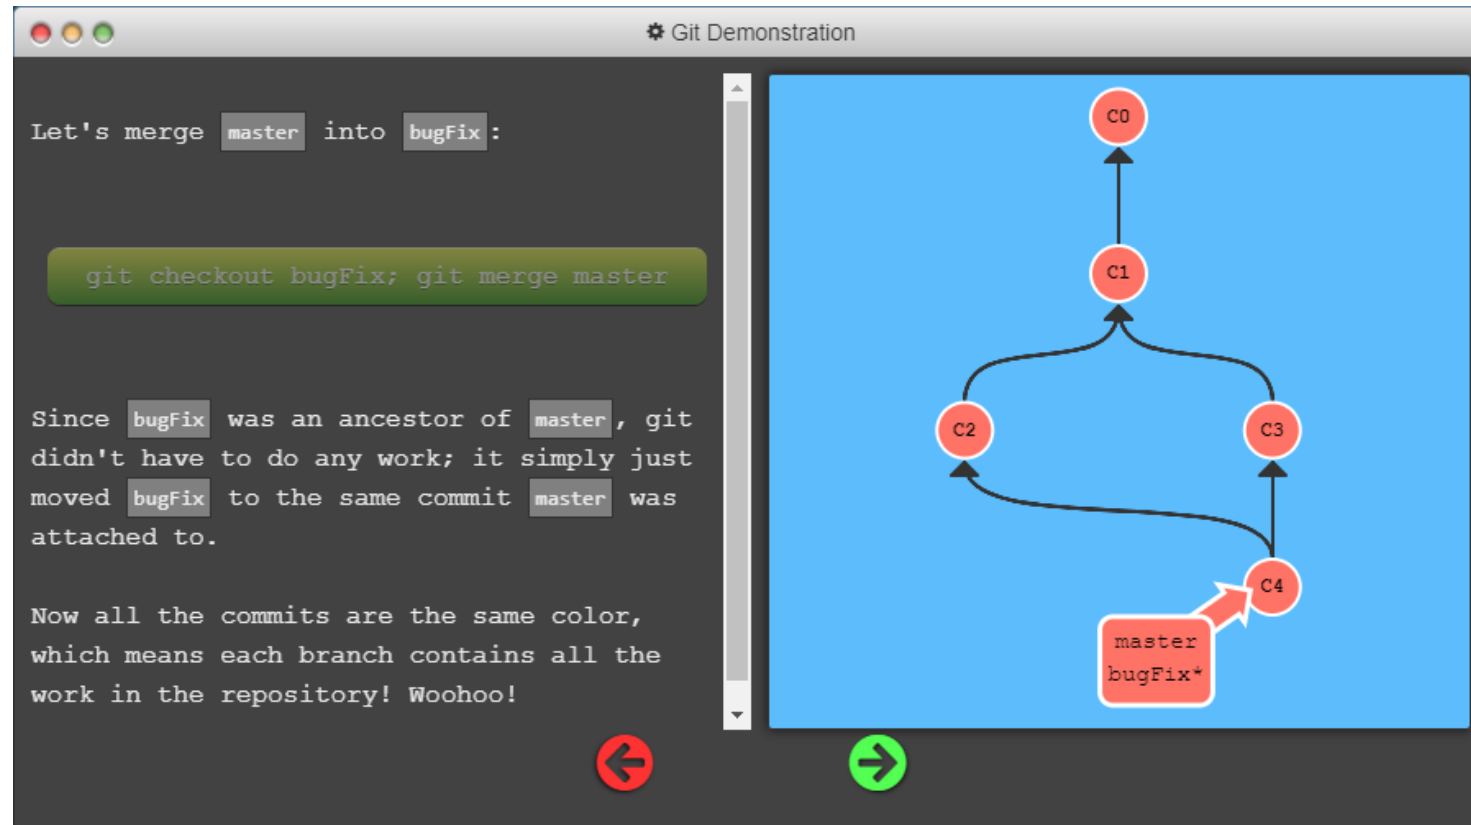 Git Demonstration
Let's merge master into bugFix:
git checkout bugFix; git merge master
Since bugFix was an ancestor of master, git
didn't have to do any work; it simply just
moved bugFix to the same commit master was
attached to.
Now all the commits are the same color,
which means each branch contains all the
work in the repository! Woohoo!
C0
C1
C2
C3
C4
master
bugFix*